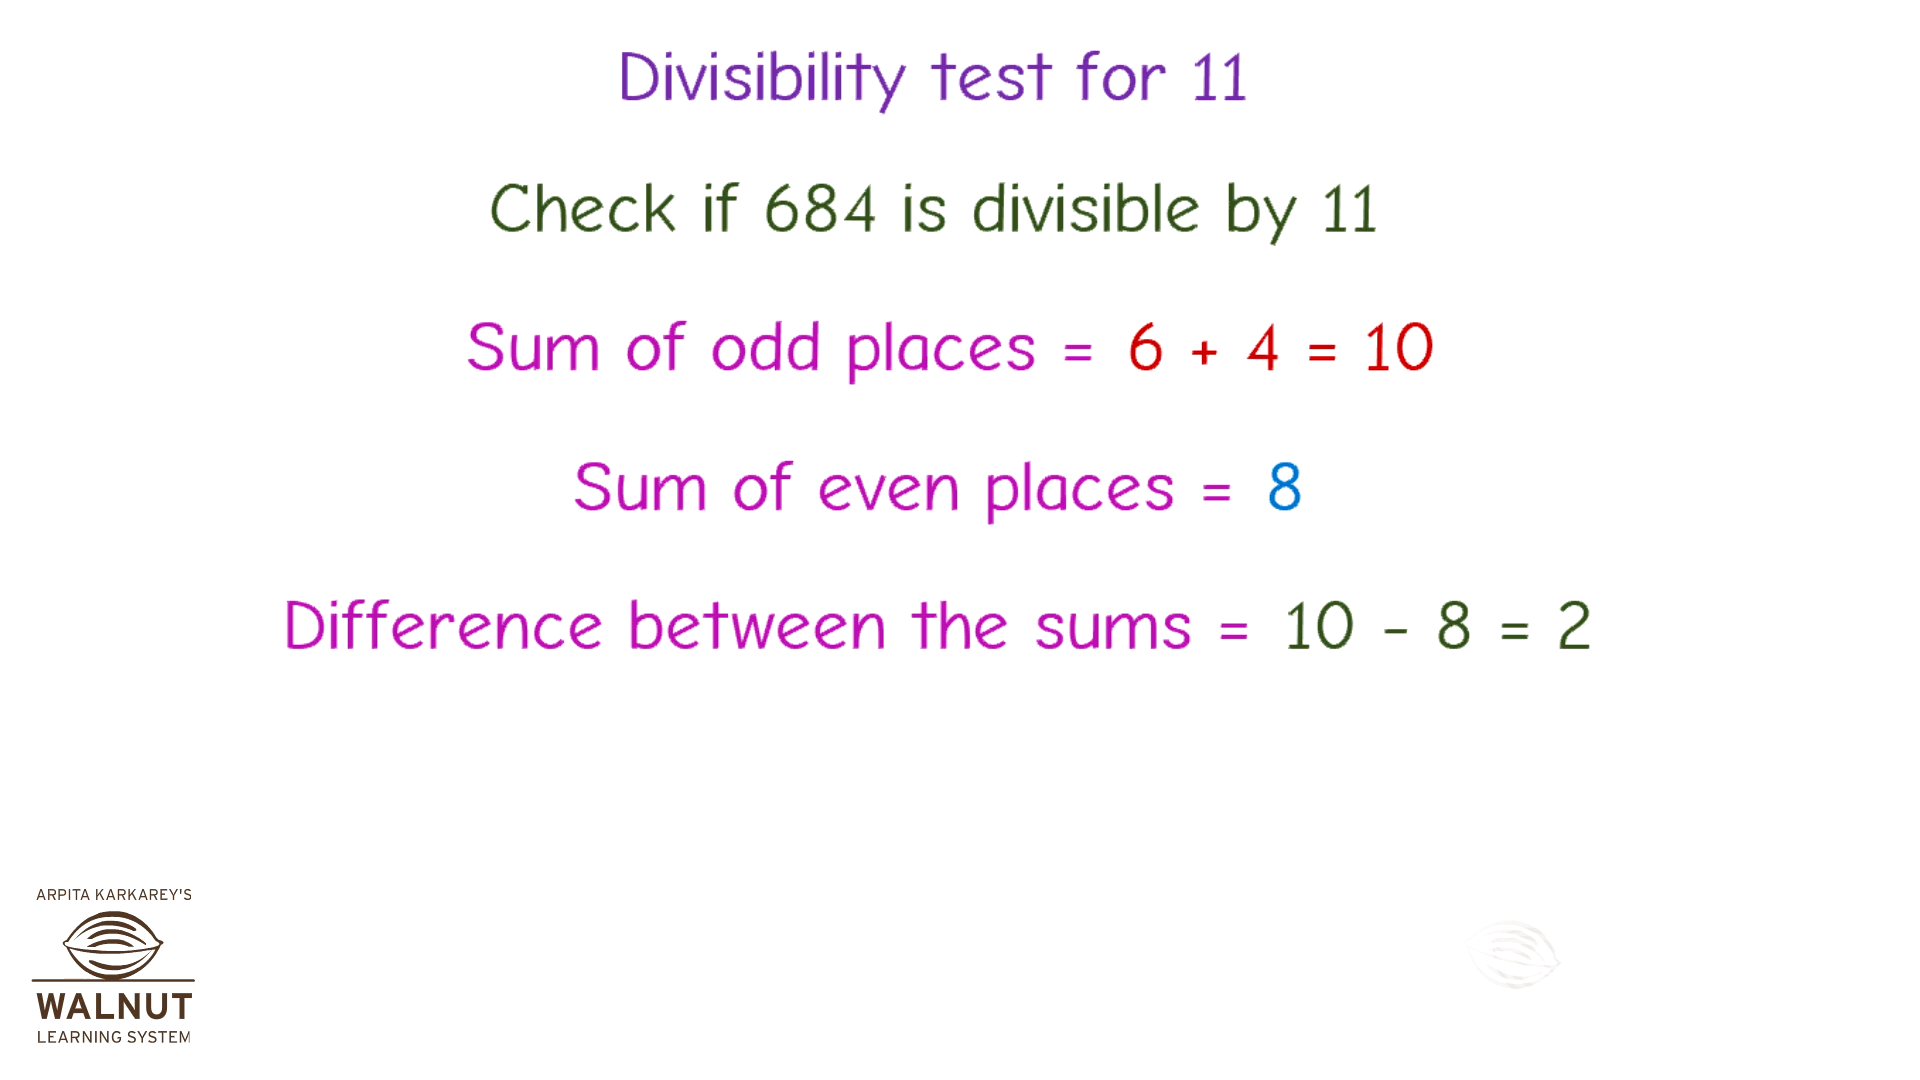 Divisibility test for 11
Check if 684 is divisible by 11
Sum of odd places = 6 + 4 = 10
Sum of even places = 8
Difference between the sums = 10 - 8 = 2
ARPITA KARKAREY'S
WALNUT
LEARNING SYSTEM